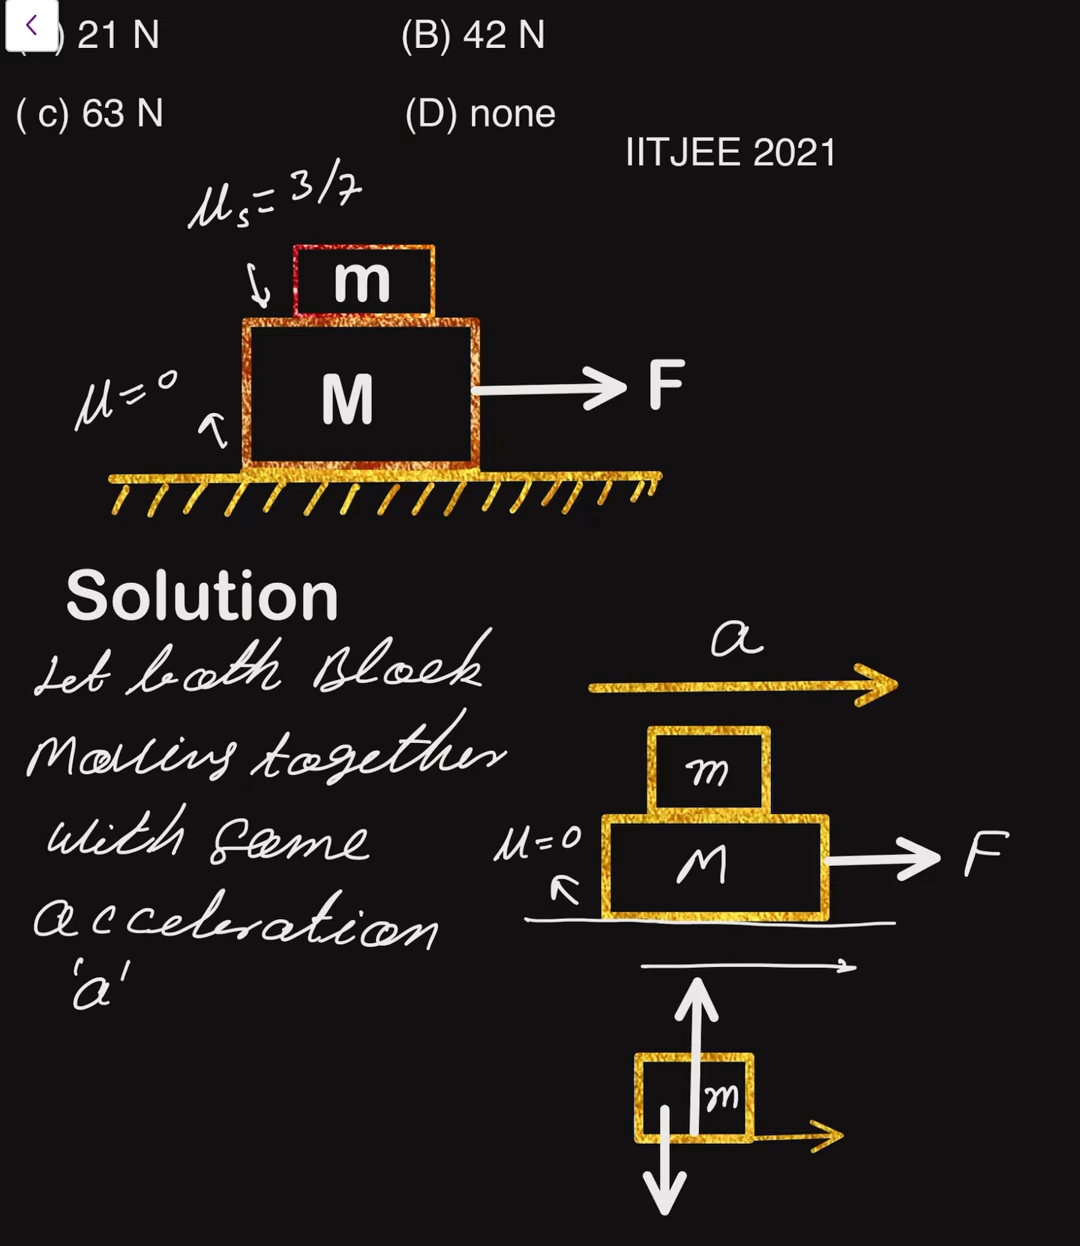 ) 21 N (B) 42 N
( c) 63 N (D) none
IITJEE 2021
μs = 3/7
m
μ=0
M
F
Solution
a
Let both Block
Moving together
m
with same
μ=0
M
F
acceleration
'a'
m